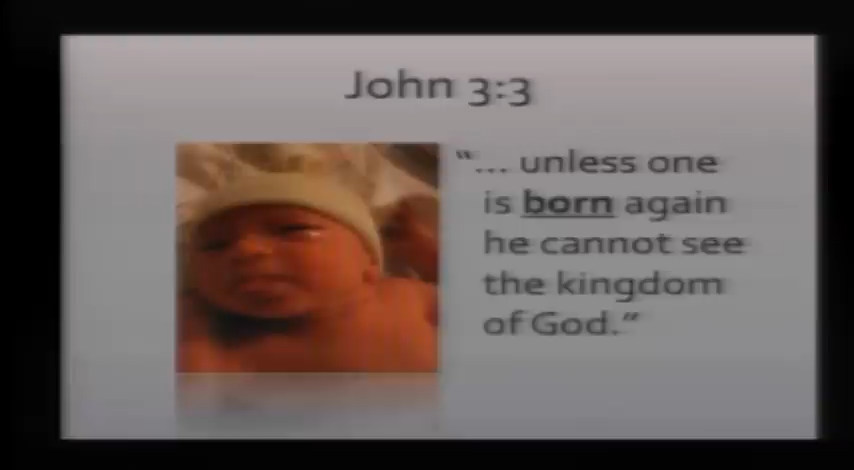 John 3:3
“... unless one
is born again
he cannot see
the kingdom
of God.”